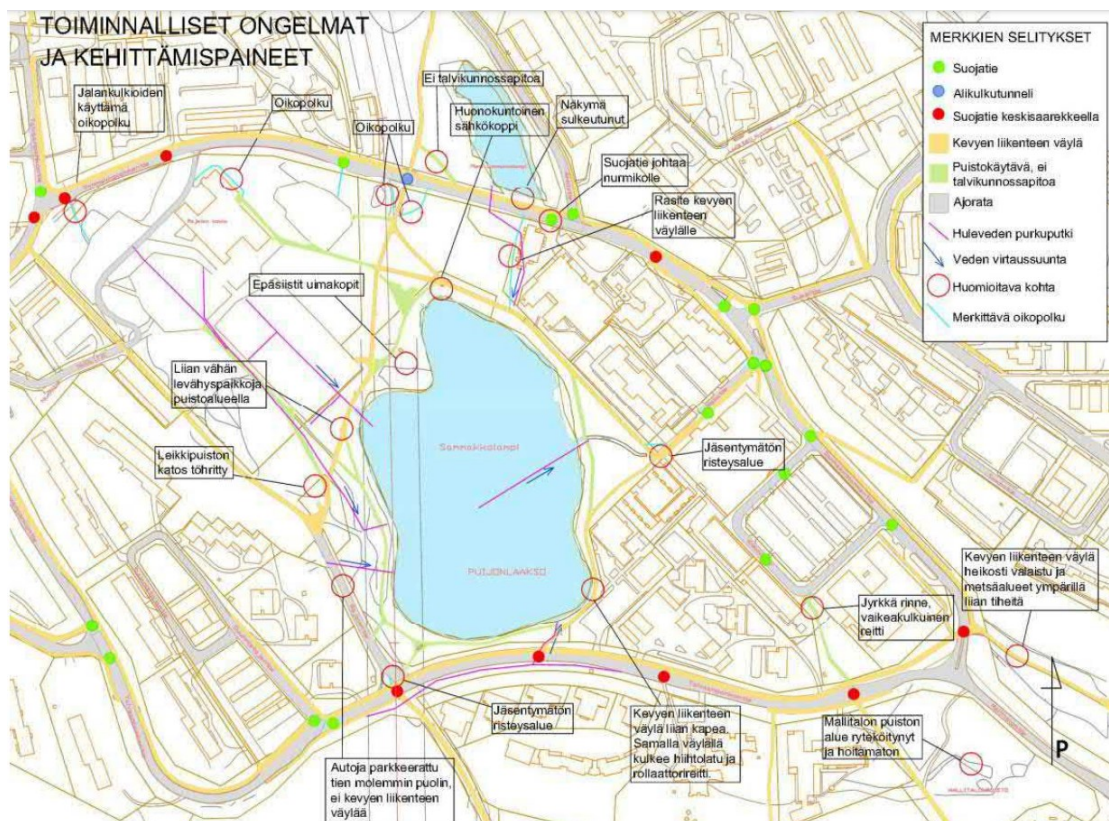 TOIMINNALLISET ONGELMAT
JA KEHITTÄMISPAINEET
Jalankulkioiden
käyttämä
oikopolku
Oikopolku
Oikopolku
Ei talvikunnossapitoa
Huonokuntoinen
sähkökoppi
Näkymä
sulkeutunut
Suojatie johtaa
nurmikolle
Rasite kevyen
liikenteen
väylälle
Epäsiistit uimakopit
Liian vähän
levähyspaikkoja
puistoalueella
Leikkipuiston
katos töhritty
Sammakkolampi
PUIJONLAAKSO
Jäsentymätön
risteysalue
Jyrkkä rinne,
vaikeakulkuinen
reitti
Kevyen liikenteen väylä
heikosti valaistu ja
metsäalueet ympärillä
liian tiheitä
Jäsentymätön
risteysalue
Kevyen liikenteen
väylä liian kapea.
Samalla väylällä
kulkee hiihtolatu ja
rollaattorireitti.
Mallitalon puiston
alue ryteköitynyt
ja hoitamaton
Autoja parkkeerattu
tien molemmin puolin,
ei kevyen liikenteen
väylää
P
MERKKIEN SELITYKSET
Suojatie
Alikulkutunneli
Suojatie keskisaarekkeella
Kevyen liikenteen väylä
Puistokäytävä, ei
talvikunnossapitoa
Ajorata
Huleveden purkuputki
Veden virtaussuunta
Huomioitava kohta
Merkittävä oikopolku